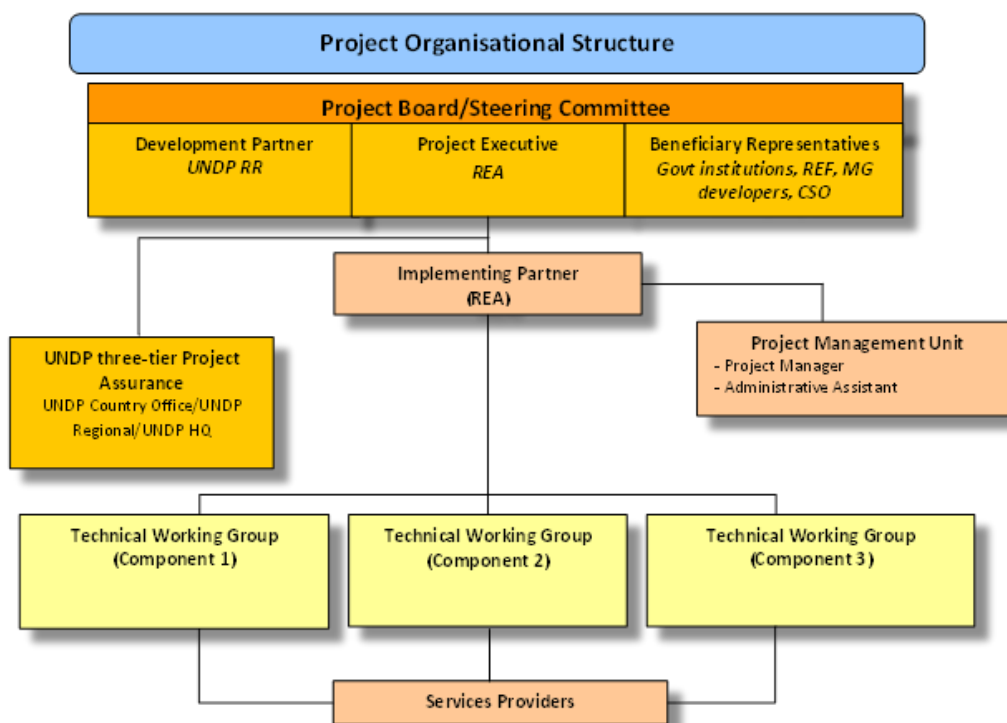 Project Organisational Structure
Project Board/Steering Committee
Development Partner
UNDP RR
Project Executive
REA
Beneficiary Representatives
Govt institutions, REF, MG
developers, CSO
Implementing Partner
(REA)
UNDP three-tier Project
Assurance
UNDP Country Office/UNDP
Regional/UNDP HQ
Project Management Unit
- Project Manager
- Administrative Assistant
Technical Working Group
(Component 1)
Technical Working Group
(Component 2)
Technical Working Group
(Component 3)
Services Providers